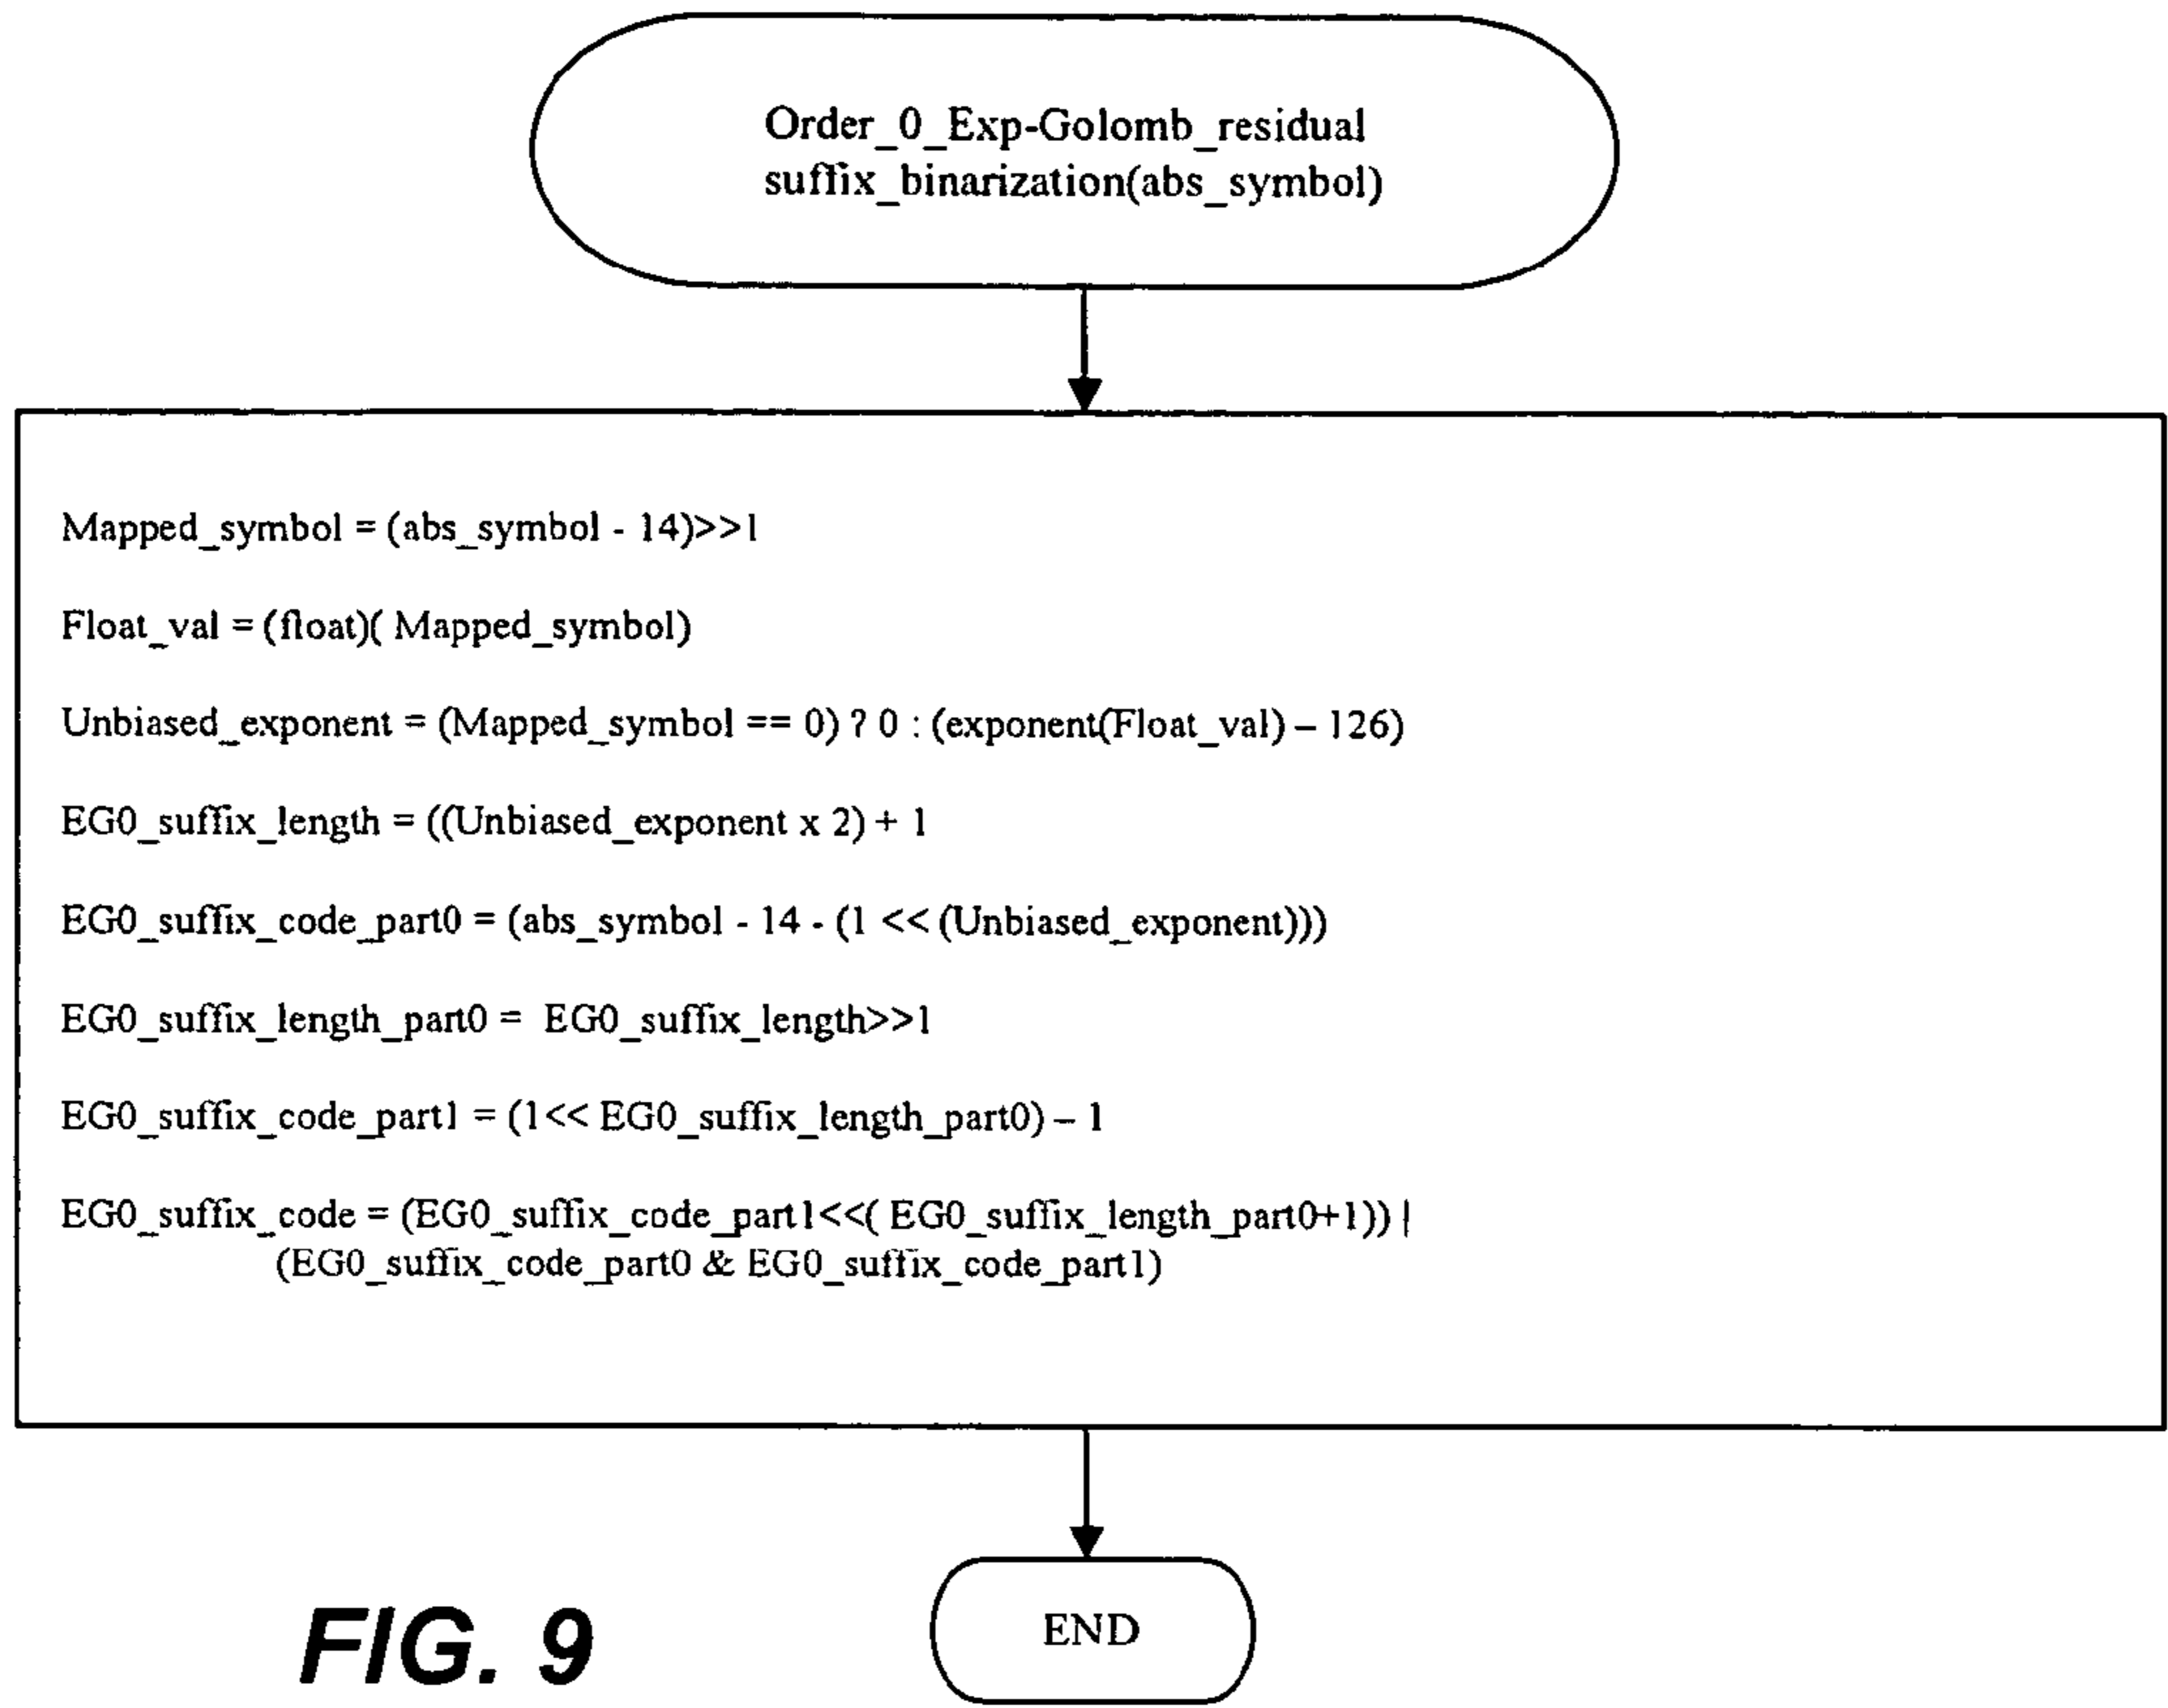 Order_0_Exp-Golomb_residual
suffix_binarization(abs_symbol)
Mapped_symbol = (abs_symbol - 14)>>1
Float_val = (float)( Mapped_symbol)
Unbiased_exponent = (Mapped_symbol == 0) ? 0 : (exponent(Float_val) – 126)
EG0_suffix_length = ((Unbiased_exponent x 2) + 1
EG0_suffix_code_part0 = (abs_symbol - 14 - (1 << (Unbiased_exponent)))
EG0_suffix_length_part0 = EG0_suffix_length>>1
EG0_suffix_code_part1 = (1<< EG0_suffix_length_part0) – 1
EG0_suffix_code = (EG0_suffix_code_part1<<( EG0_suffix_length_part0+1)) |
(EG0_suffix_code_part0 & EG0_suffix_code_part1)
END
FIG. 9